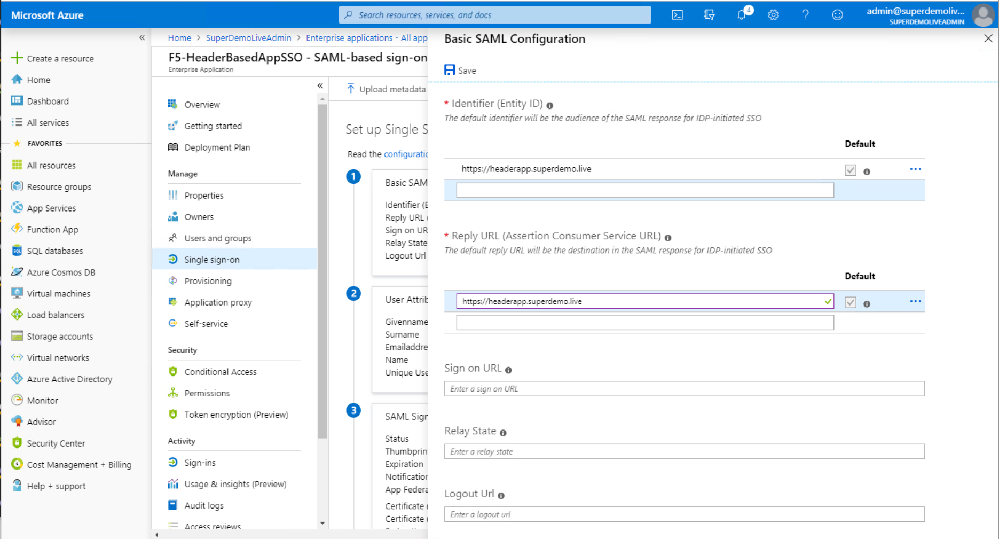 Microsoft Azure
Search resources, services, and docs
4
admin@superdemoliv...
SUPERDEMOLIVEADMIN
«
Create a resource
Home
Dashboard
All services
FAVORITES
All resources
Resource groups
App Services
Function App
SQL databases
Azure Cosmos DB
Virtual machines
Load balancers
Storage accounts
Virtual networks
Azure Active Directory
Monitor
Advisor
Security Center
Cost Management + Billing
Help + support
Home > SuperDemoLiveAdmin > Enterprise applications - All app
F5-HeaderBasedAppSSO - SAML-based sign-on
Enterprise Application
«
Overview
Getting started
Deployment Plan
Manage
Properties
Owners
Users and groups
Single sign-on
Provisioning
Application proxy
Self-service
Security
Conditional Access
Permissions
Token encryption (Preview)
Activity
Sign-ins
Usage & insights (Preview)
Audit logs
Access reviews
Upload metadata
Set up Single S
Read the configuratio
1
Basic SAM
Identifier (E
Reply URL (
Sign on UR
Relay State
Logout Url
2
User Attrib
Givenname
Surname
Emailaddre
Name
Unique Use
3
SAML Sign
Status
Thumbprin
Expiration
Notification
App Federa
Certificate (
Certificate (
Basic SAML Configuration
Save
* Identifier (Entity ID)
The default identifier will be the audience of the SAML response for IDP-initiated SSO
Default
https://headerapp.superdemo.live
* Reply URL (Assertion Consumer Service URL)
The default reply URL will be the destination in the SAML response for IDP-initiated SSO
Default
https://headerapp.superdemo.live
Sign on URL
Enter a sign on URL
Relay State
Enter a relay state
Logout Url
Enter a logout url